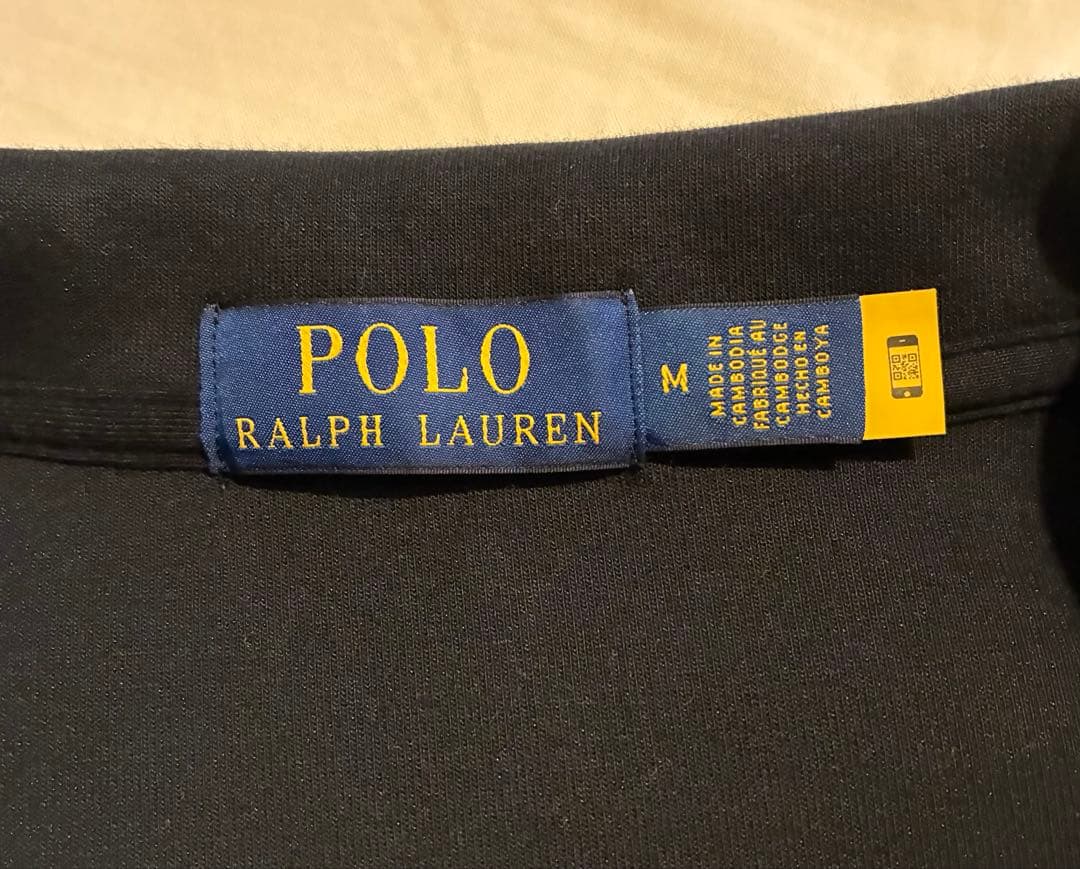 POLO
RALPH LAUREN
M
MADE IN
CAMBODIA
FABRIQUÉ AU
CAMBODGE
HECHO EN
CAMBOYA